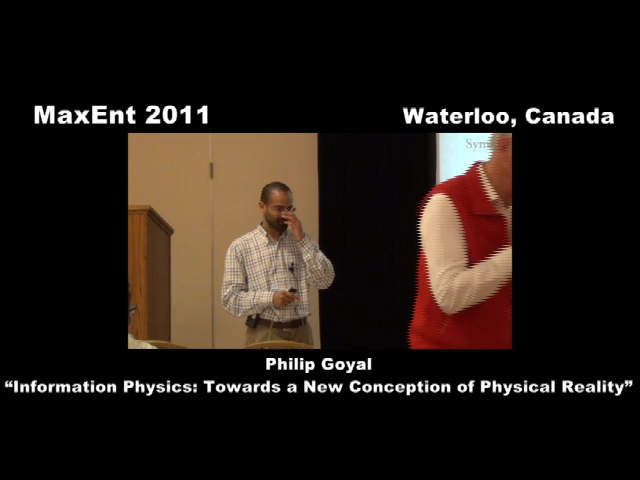 MaxEnt 2011
Waterloo, Canada
Philip Goyal
“Information Physics: Towards a New Conception of Physical Reality”